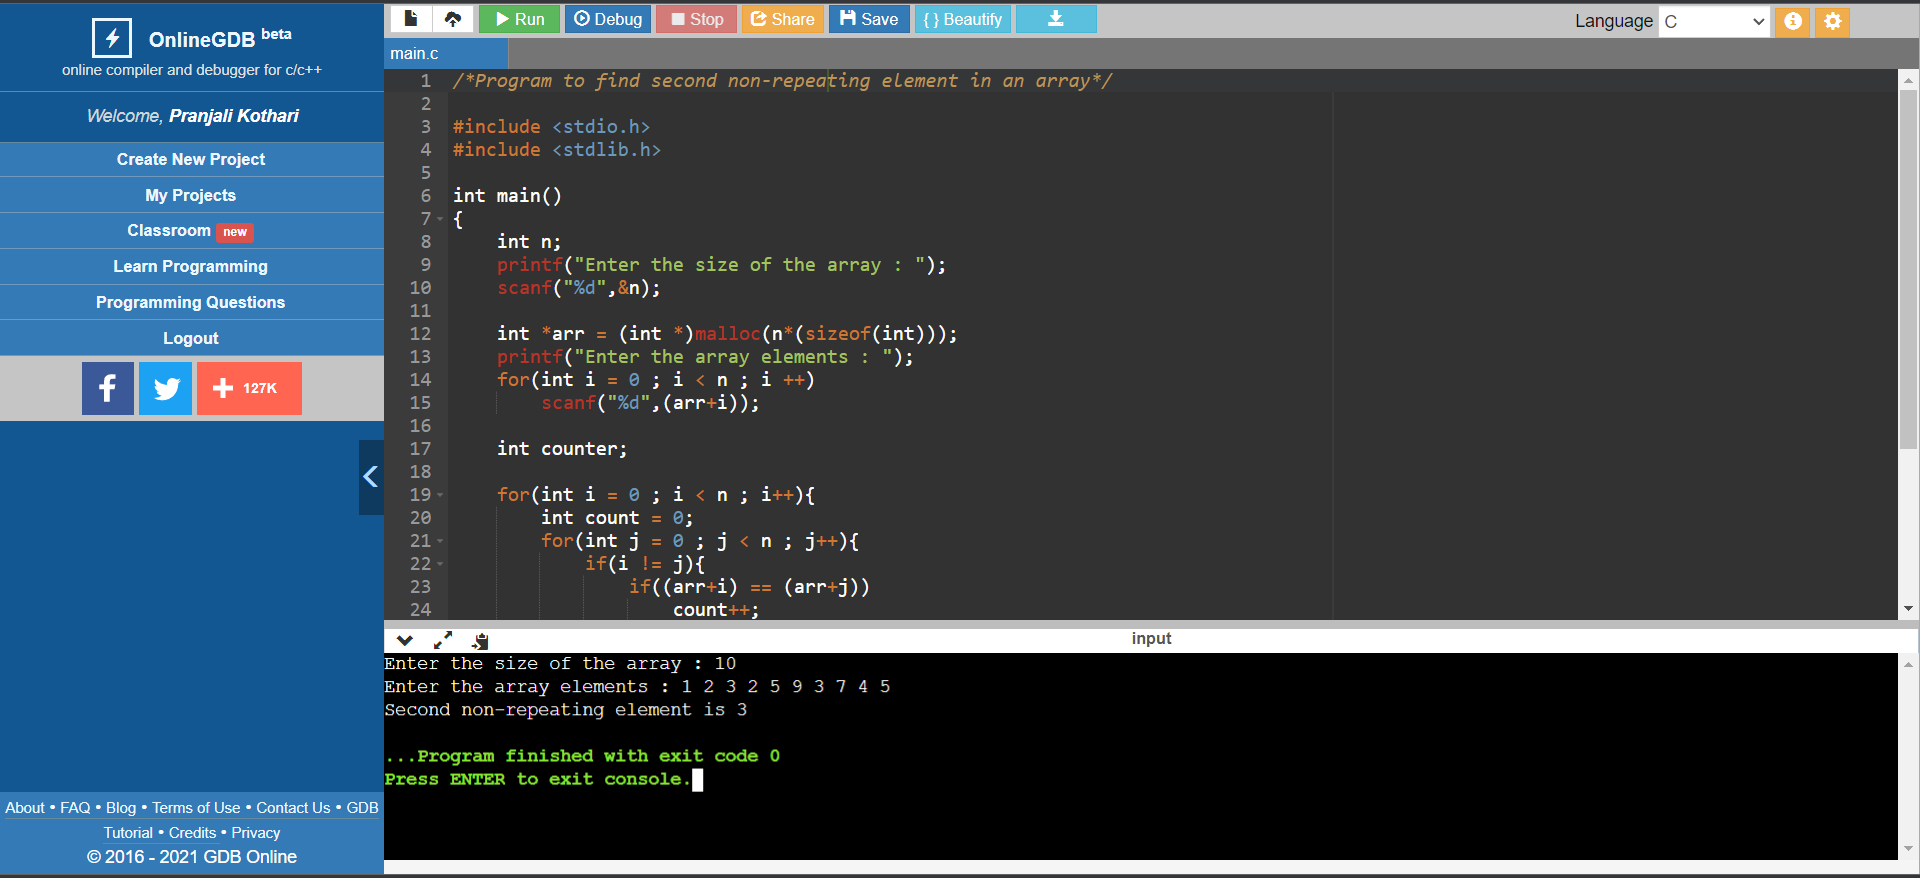 OnlineGDB beta
online compiler and debugger for c/c++
Welcome, Pranjali Kothari
Create New Project
My Projects
Classroom new
Learn Programming
Programming Questions
Logout
f + 127K
About • FAQ • Blog • Terms of Use • Contact Us • GDB
Tutorial • Credits • Privacy
© 2016 - 2021 GDB Online
Run Debug Stop Share Save { } Beautify
Language C
main.c
1 /*Program to find second non-repeating element in an array*/
2
3 #include <stdio.h>
4 #include <stdlib.h>
5
6 int main()
7 {
8     int n;
9     printf("Enter the size of the array : ");
10     scanf("%d",&n);
11
12     int *arr = (int *)malloc(n*(sizeof(int)));
13     printf("Enter the array elements : ");
14     for(int i = 0 ; i < n ; i ++)
15         scanf("%d",(arr+i));
16
17     int counter;
18
19     for(int i = 0 ; i < n ; i++){
20         int count = 0;
21         for(int j = 0 ; j < n ; j++){
22             if(i != j){
23                 if((arr+i) == (arr+j))
24                     count++;
input
Enter the size of the array : 10
Enter the array elements : 1 2 3 2 5 9 3 7 4 5
Second non-repeating element is 3
...Program finished with exit code 0
Press ENTER to exit console.